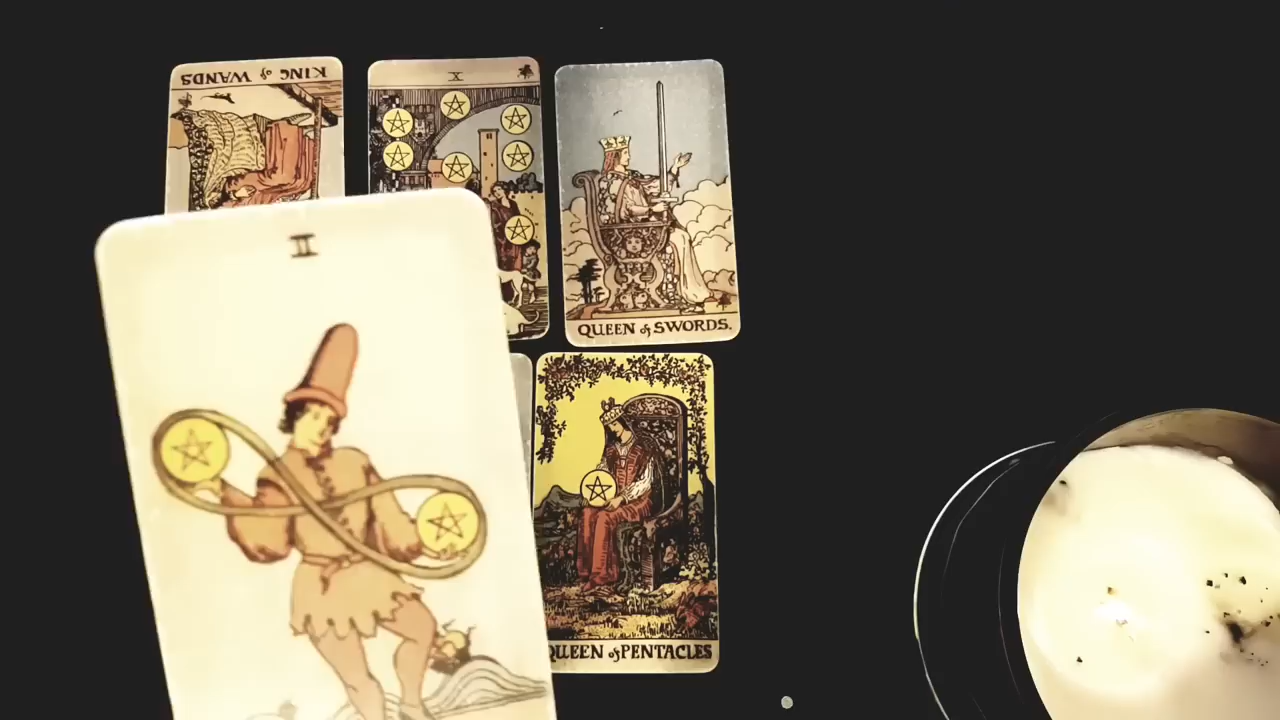 KING of WANDS
X
QUEEN of SWORDS.
II
QUEEN of PENTACLES